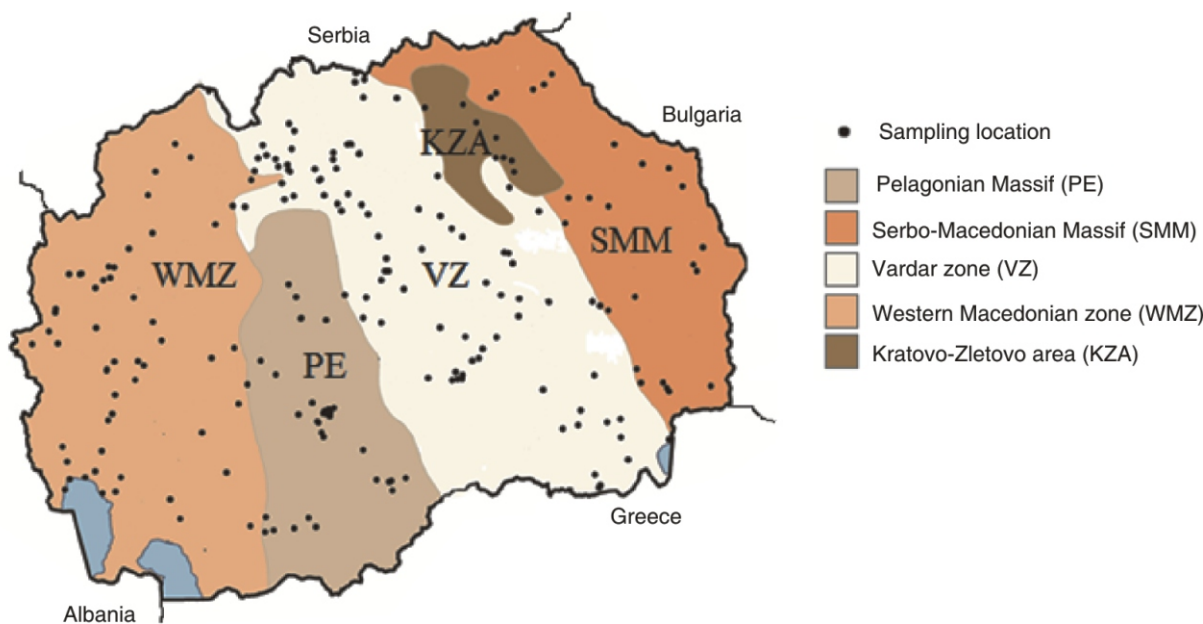 Serbia
Bulgaria
KZA
SMM
WMZ
VZ
PE
Greece
Albania
Sampling location
Pelagonian Massif (PE)
Serbo-Macedonian Massif (SMM)
Vardar zone (VZ)
Western Macedonian zone (WMZ)
Kratovo-Zletovo area (KZA)